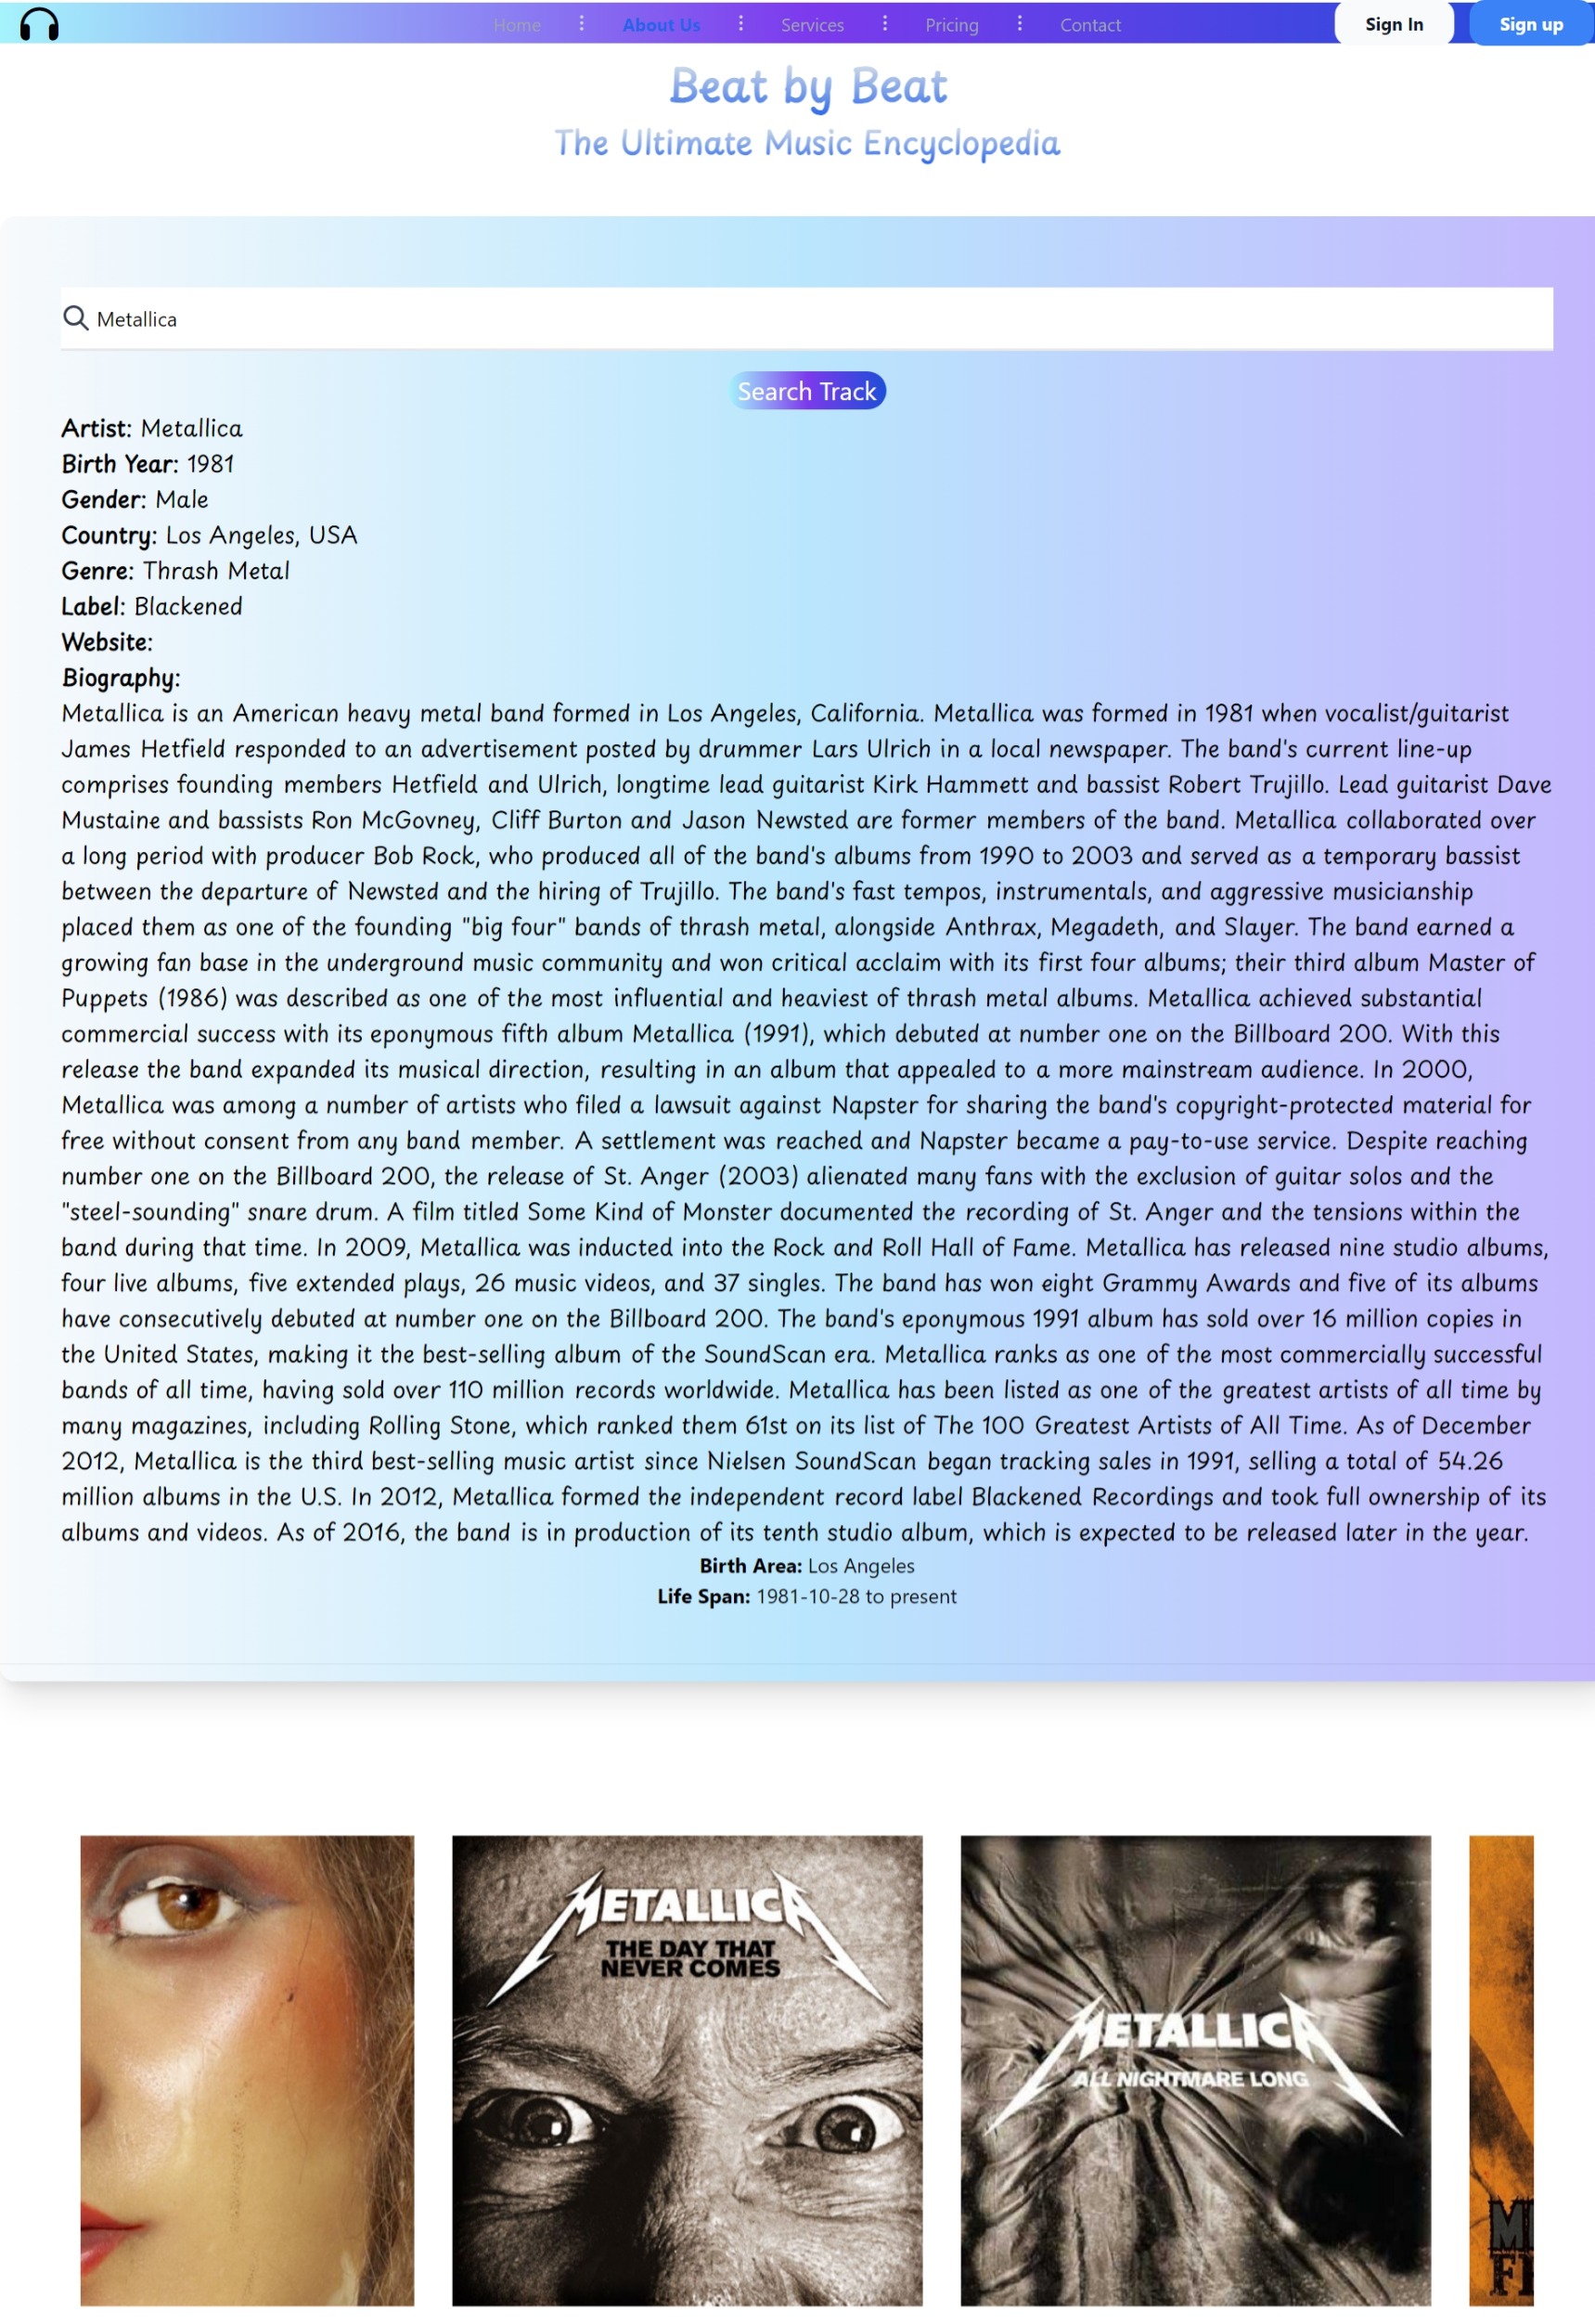 Home ⋮ About Us ⋮ Services ⋮ Pricing ⋮ Contact Sign In Sign up
Beat by Beat
The Ultimate Music Encyclopedia
Metallica
Search Track
Artist: Metallica
Birth Year: 1981
Gender: Male
Country: Los Angeles, USA
Genre: Thrash Metal
Label: Blackened
Website:
Biography:
Metallica is an American heavy metal band formed in Los Angeles, California. Metallica was formed in 1981 when vocalist/guitarist
James Hetfield responded to an advertisement posted by drummer Lars Ulrich in a local newspaper. The band's current line-up
comprises founding members Hetfield and Ulrich, longtime lead guitarist Kirk Hammett and bassist Robert Trujillo. Lead guitarist Dave
Mustaine and bassists Ron McGovney, Cliff Burton and Jason Newsted are former members of the band. Metallica collaborated over
a long period with producer Bob Rock, who produced all of the band's albums from 1990 to 2003 and served as a temporary bassist
between the departure of Newsted and the hiring of Trujillo. The band's fast tempos, instrumentals, and aggressive musicianship
placed them as one of the founding "big four" bands of thrash metal, alongside Anthrax, Megadeth, and Slayer. The band earned a
growing fan base in the underground music community and won critical acclaim with its first four albums; their third album Master of
Puppets (1986) was described as one of the most influential and heaviest of thrash metal albums. Metallica achieved substantial
commercial success with its eponymous fifth album Metallica (1991), which debuted at number one on the Billboard 200. With this
release the band expanded its musical direction, resulting in an album that appealed to a more mainstream audience. In 2000,
Metallica was among a number of artists who filed a lawsuit against Napster for sharing the band's copyright-protected material for
free without consent from any band member. A settlement was reached and Napster became a pay-to-use service. Despite reaching
number one on the Billboard 200, the release of St. Anger (2003) alienated many fans with the exclusion of guitar solos and the
"steel-sounding" snare drum. A film titled Some Kind of Monster documented the recording of St. Anger and the tensions within the
band during that time. In 2009, Metallica was inducted into the Rock and Roll Hall of Fame. Metallica has released nine studio albums,
four live albums, five extended plays, 26 music videos, and 37 singles. The band has won eight Grammy Awards and five of its albums
have consecutively debuted at number one on the Billboard 200. The band's eponymous 1991 album has sold over 16 million copies in
the United States, making it the best-selling album of the SoundScan era. Metallica ranks as one of the most commercially successful
bands of all time, having sold over 110 million records worldwide. Metallica has been listed as one of the greatest artists of all time by
many magazines, including Rolling Stone, which ranked them 61st on its list of The 100 Greatest Artists of All Time. As of December
2012, Metallica is the third best-selling music artist since Nielsen SoundScan began tracking sales in 1991, selling a total of 54.26
million albums in the U.S. In 2012, Metallica formed the independent record label Blackened Recordings and took full ownership of its
albums and videos. As of 2016, the band is in production of its tenth studio album, which is expected to be released later in the year.
Birth Area: Los Angeles
Life Span: 1981-10-28 to present
METALLICA
THE DAY THAT
NEVER COMES
METALLICA
ALL NIGHTMARE LONG